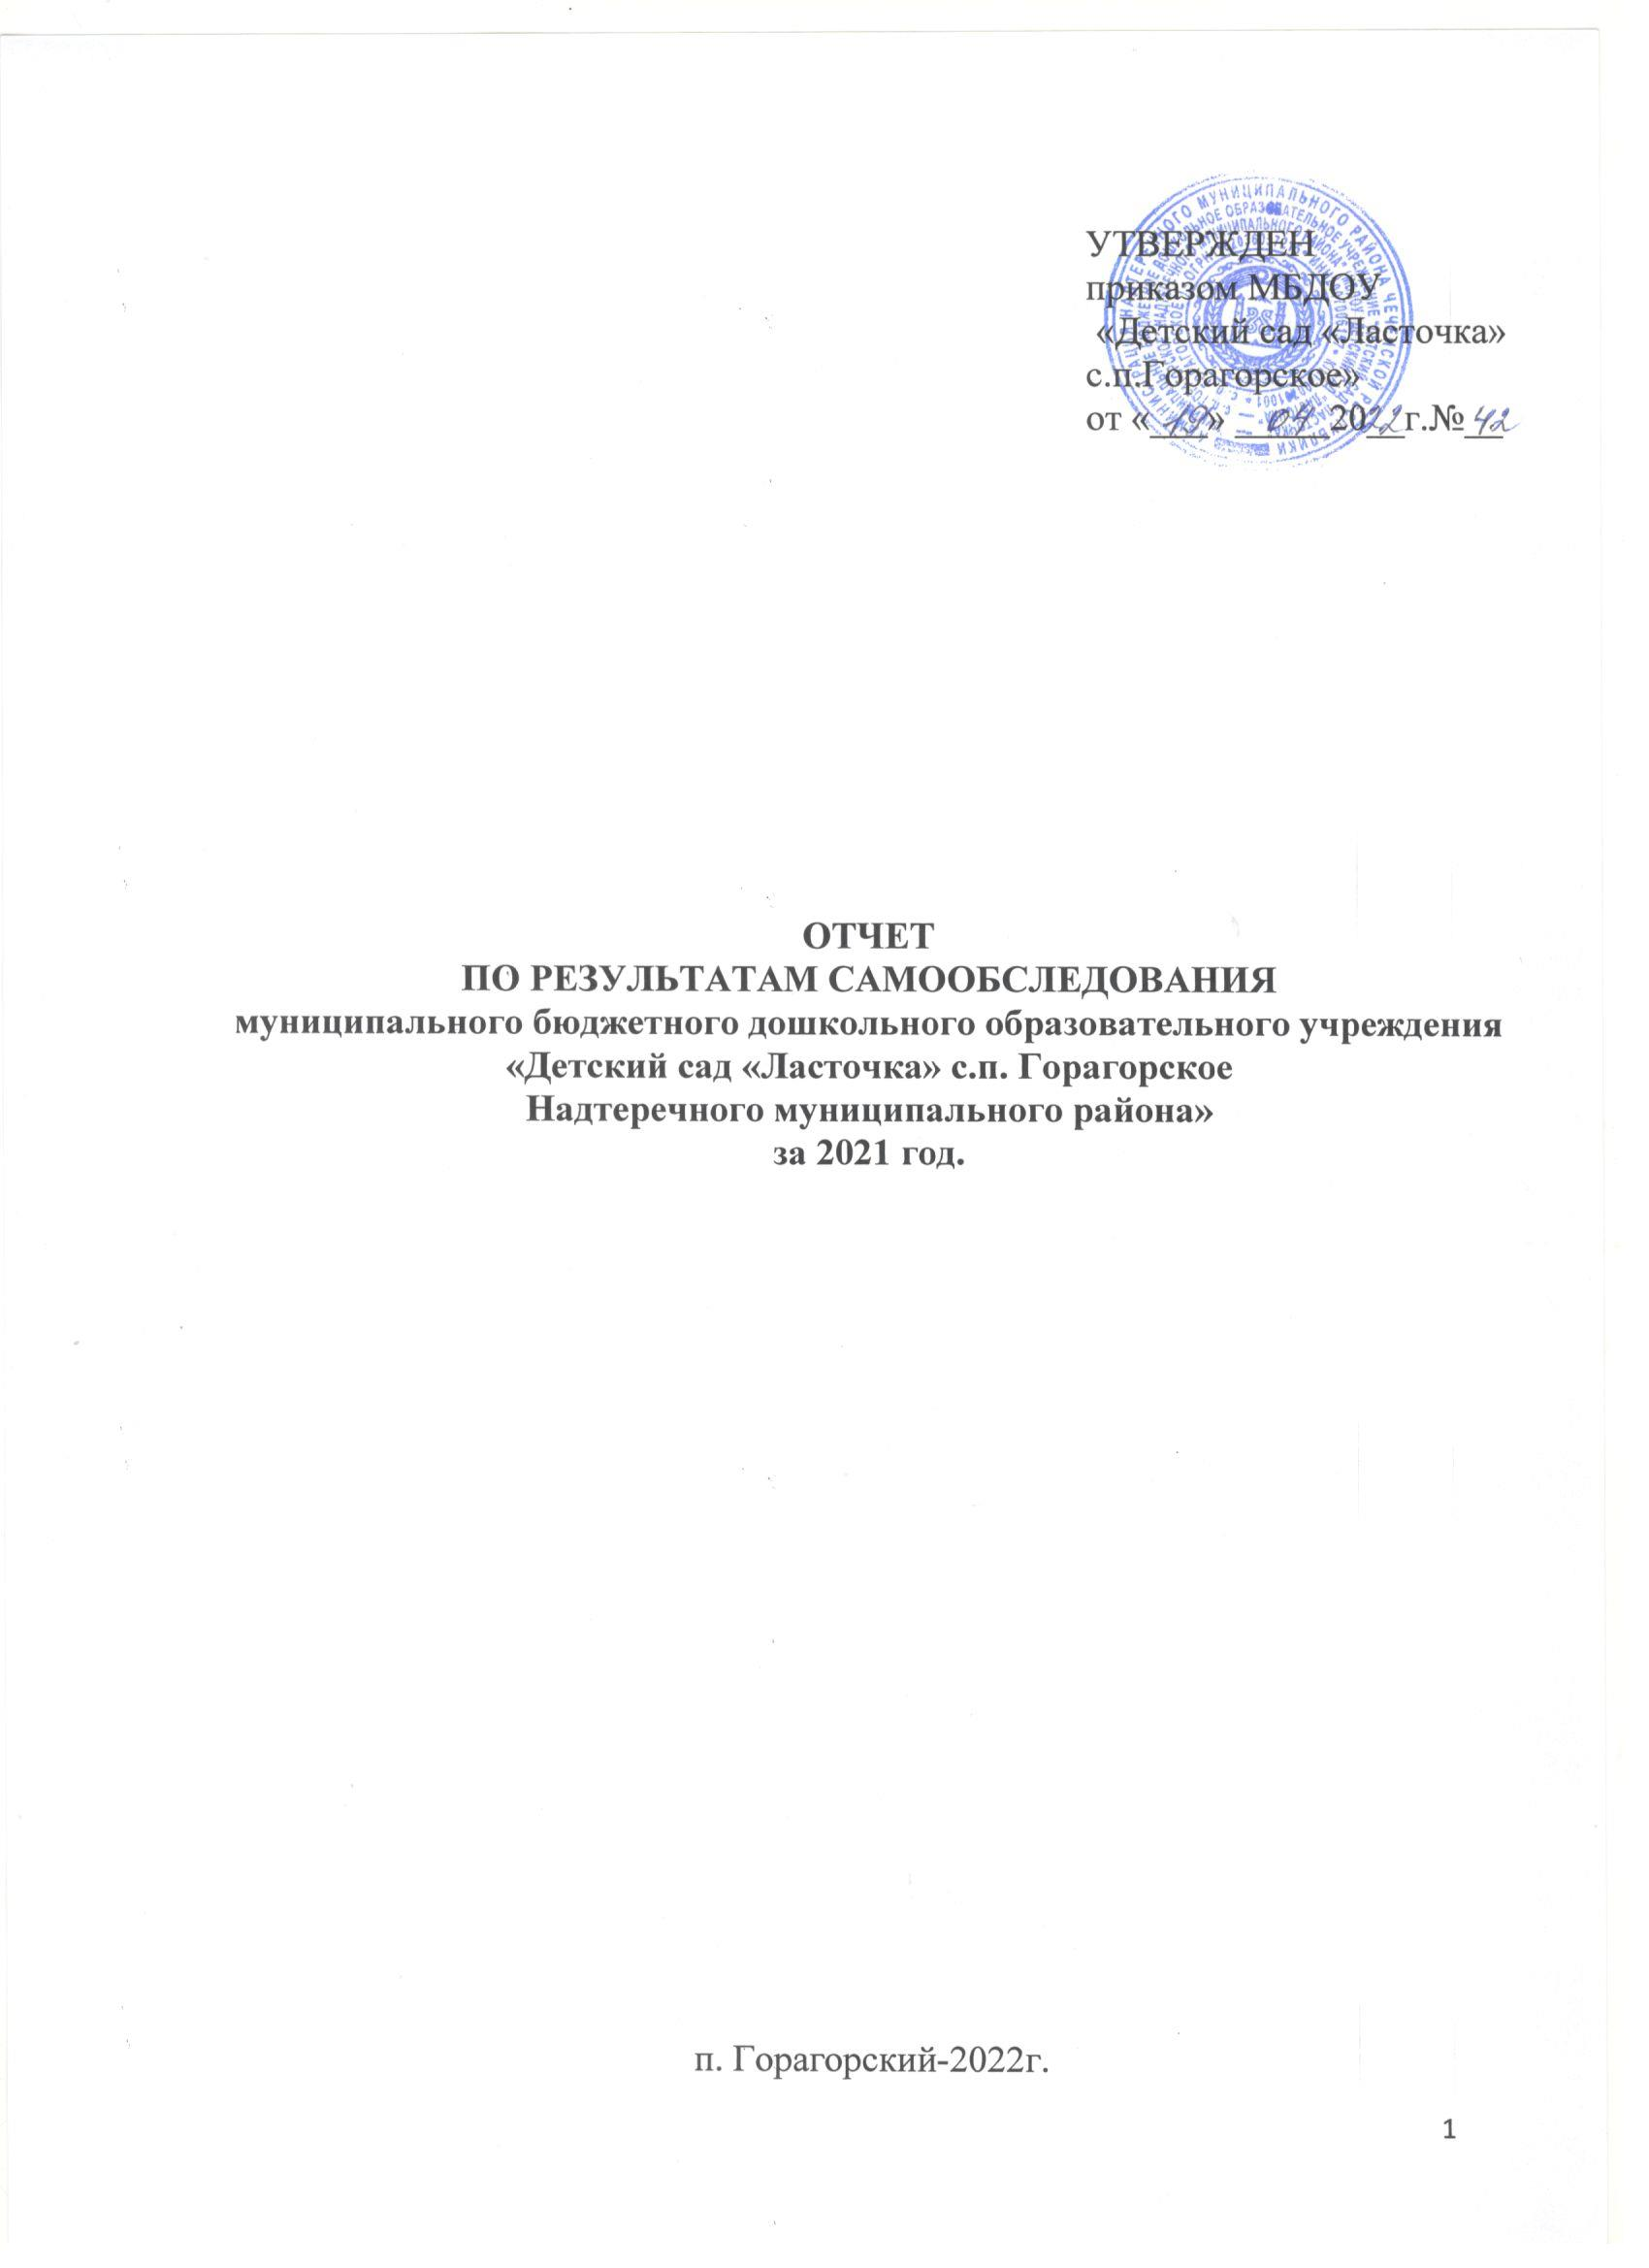 УТВЕРЖДЕН
приказом МБДОУ
«Детский сад «Ласточка»
с.п.Горагорское»
от «19» 04 2022г.№42
ОТЧЕТ
ПО РЕЗУЛЬТАТАМ САМООБСЛЕДОВАНИЯ
муниципального бюджетного дошкольного образовательного учреждения
«Детский сад «Ласточка» с.п. Горагорское
Надтеречного муниципального района»
за 2021 год.
п. Горагорский-2022г.
1